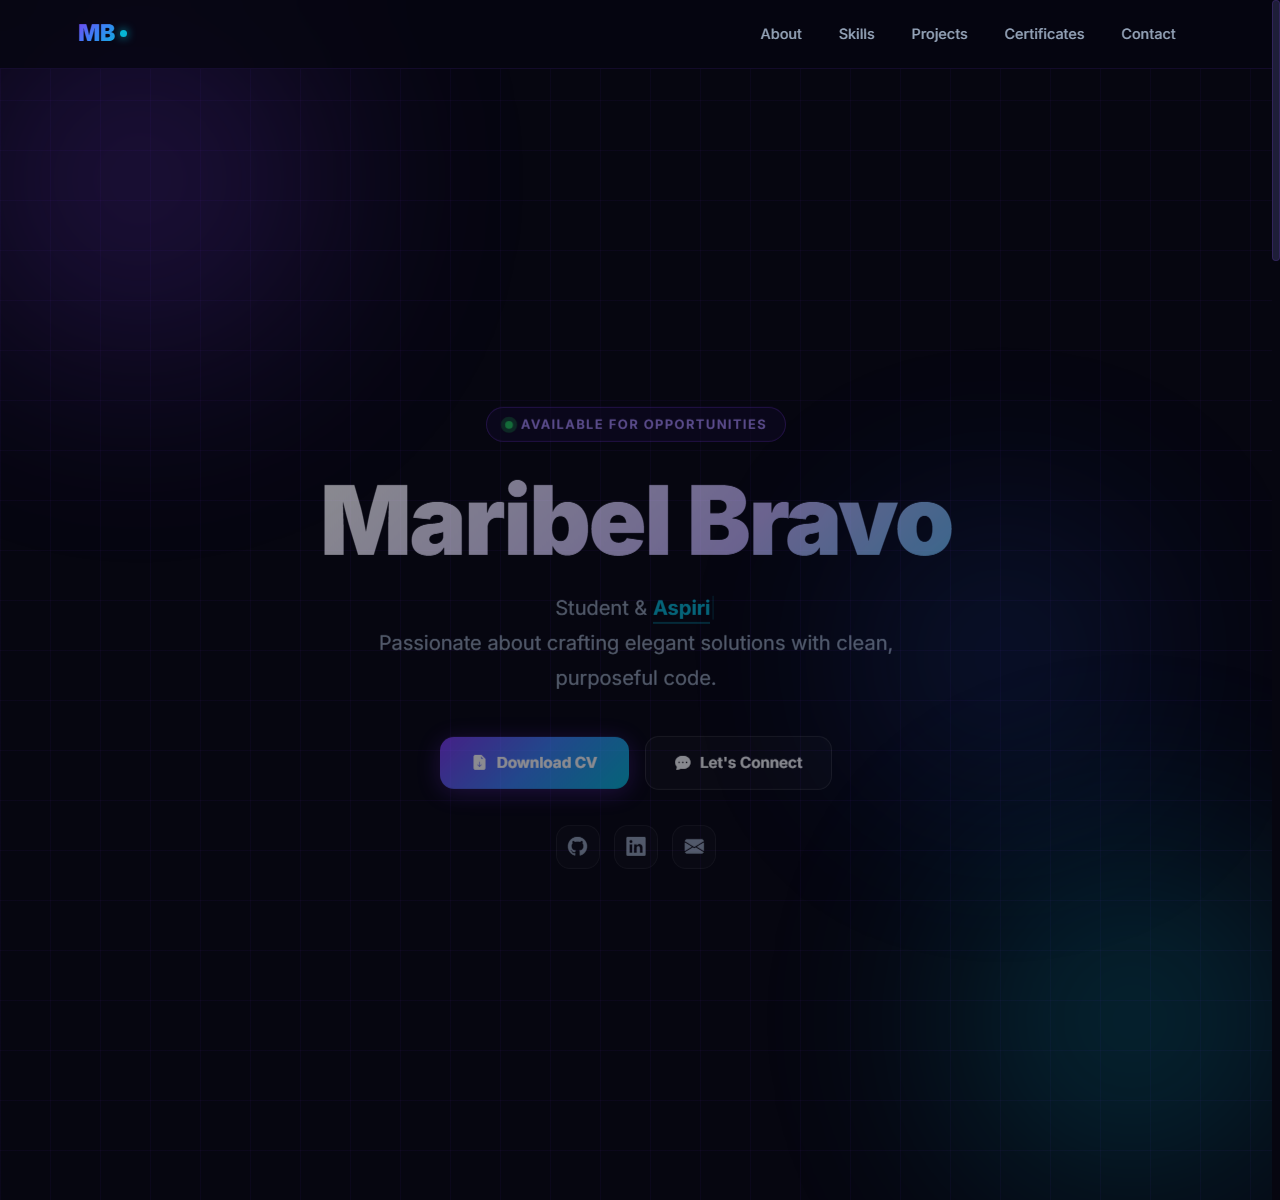 MB
About Skills Projects Certificates Contact
AVAILABLE FOR OPPORTUNITIES
Maribel Bravo
Student & Aspiri
Passionate about crafting elegant solutions with clean,
purposeful code.
Download CV
Let's Connect